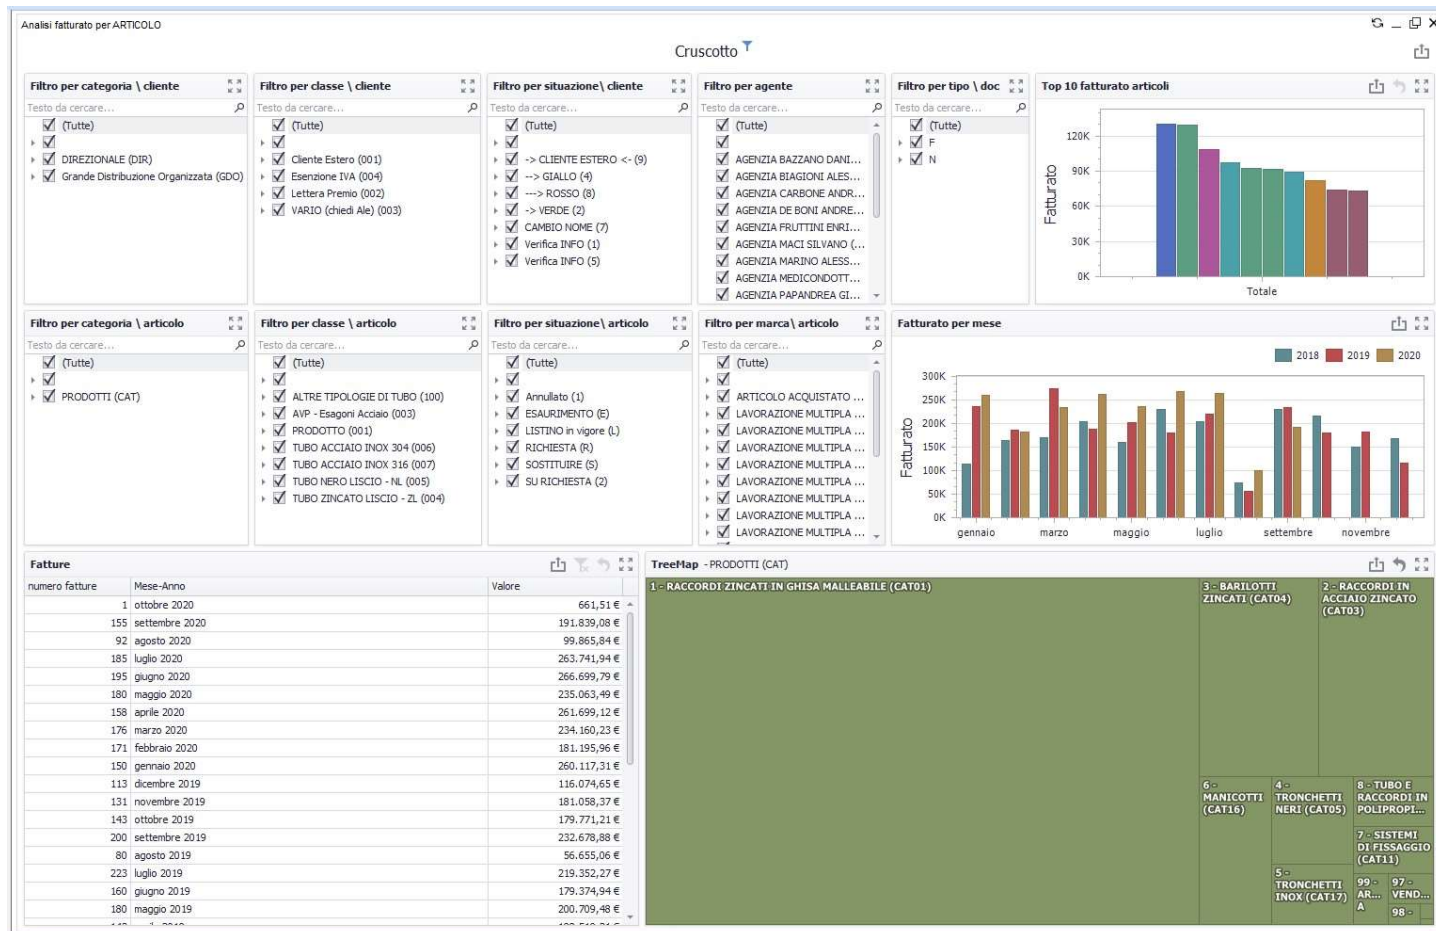 Analisi fatturato per ARTICOLO
Cruscotto
Filtro per categoria \ cliente
Testo da cercare...
(Tutte)
DIREZIONALE (DIR)
Grande Distribuzione Organizzata (GDO)
Filtro per classe \ cliente
Testo da cercare...
(Tutte)
Cliente Estero (001)
Esenzione IVA (004)
Lettera Premio (002)
VARIO (chiedi Ale) (003)
Filtro per situazione\ cliente
Testo da cercare...
(Tutte)
-> CLIENTE ESTERO <- (9)
--> GIALLO (4)
---> ROSSO (8)
-> VERDE (2)
CAMBIO NOME (7)
Verifica INFO (1)
Verifica INFO (5)
Filtro per agente
Testo da cercare...
(Tutte)
AGENZIA BAZZANO DANI...
AGENZIA BIAGIONI ALES...
AGENZIA CARBONE ANDR...
AGENZIA DE BONI ANDRE...
AGENZIA FRUTTINI ENRI...
AGENZIA MACI SILVANO (...
AGENZIA MARINO ALESS...
AGENZIA MEDICONDOTT...
AGENZIA PAPANDREA GI...
Filtro per tipo \ doc
Testo da cercare...
(Tutte)
F
N
Top 10 fatturato articoli
Fatturato
120K
90K
60K
30K
0K
Totale
Filtro per categoria \ articolo
Testo da cercare...
(Tutte)
PRODOTTI (CAT)
Filtro per classe \ articolo
Testo da cercare...
(Tutte)
ALTRE TIPOLOGIE DI TUBO (100)
AVP - Esagoni Acciaio (003)
PRODOTTO (001)
TUBO ACCIAIO INOX 304 (006)
TUBO ACCIAIO INOX 316 (007)
TUBO NERO LISCIO - NL (005)
TUBO ZINCATO LISCIO - ZL (004)
Filtro per situazione\ articolo
Testo da cercare...
(Tutte)
Annullato (1)
ESAURIMENTO (E)
LISTINO in vigore (L)
RICHIESTA (R)
SOSTITUIRE (S)
SU RICHIESTA (2)
Filtro per marca\ articolo
Testo da cercare...
(Tutte)
ARTICOLO ACQUISTATO ...
LAVORAZIONE MULTIPLA ...
LAVORAZIONE MULTIPLA ...
LAVORAZIONE MULTIPLA ...
LAVORAZIONE MULTIPLA ...
LAVORAZIONE MULTIPLA ...
LAVORAZIONE MULTIPLA ...
LAVORAZIONE MULTIPLA ...
LAVORAZIONE MULTIPLA ...
Fatturato per mese
2018 2019 2020
Fatturato
300K
250K
200K
150K
100K
50K
0K
gennaio marzo maggio luglio settembre novembre
Fatture
numero fatture Mese-Anno Valore
1 ottobre 2020 661,51 €
155 settembre 2020 191.839,08 €
92 agosto 2020 99.865,84 €
185 luglio 2020 263.741,94 €
195 giugno 2020 266.699,79 €
180 maggio 2020 235.063,49 €
158 aprile 2020 261.699,12 €
176 marzo 2020 234.160,23 €
171 febbraio 2020 181.195,96 €
150 gennaio 2020 260.117,31 €
113 dicembre 2019 116.074,65 €
131 novembre 2019 181.058,37 €
143 ottobre 2019 179.771,21 €
200 settembre 2019 232.678,88 €
80 agosto 2019 56.655,06 €
223 luglio 2019 219.352,27 €
160 giugno 2019 179.374,94 €
180 maggio 2019 200.709,48 €
TreeMap - PRODOTTI (CAT)
1 - RACCORDI ZINCATI IN GHISA MALLEABILE (CAT01)
3 - BARILOTTI
ZINCATI (CAT04)
2 - RACCORDI IN
ACCIAIO ZINCATO
(CAT03)
6 -
MANICOTTI
(CAT16)
4 -
TRONCHETTI
NERI (CAT05)
8 - TUBO E
RACCORDI IN
POLIPROPI...
7 - SISTEMI
DI FISSAGGIO
(CAT11)
5 -
TRONCHETTI
INOX (CAT17)
99 -
AR...
A
97 -
VEND...
98 -